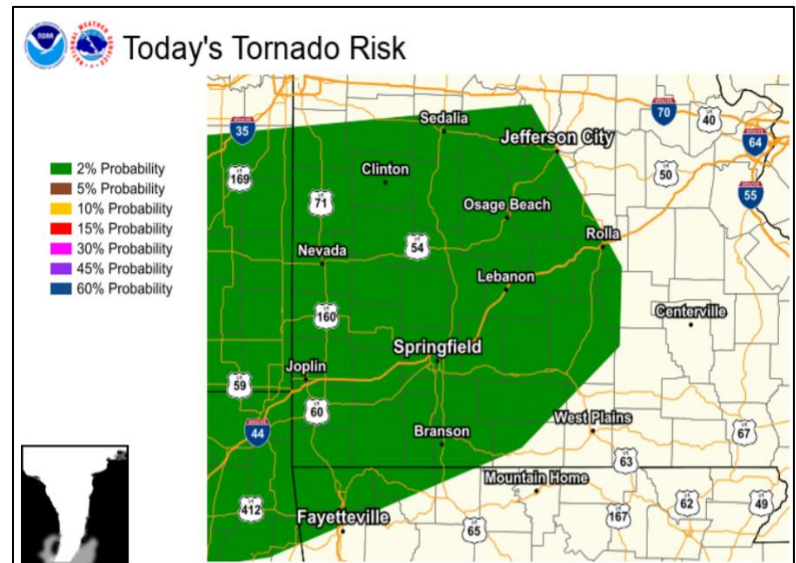 Today's Tornado Risk
2% Probability
5% Probability
10% Probability
15% Probability
30% Probability
45% Probability
60% Probability
NOAA
35
Sedalia
70
40
64
Jefferson City
169
Clinton
50
55
71
Osage Beach
54
Rolla
Nevada
Lebanon
160
Centerville
Springfield
Joplin
59
60
44
Branson
West Plains
67
63
Mountain Home
412
Fayetteville
65
167
62
49